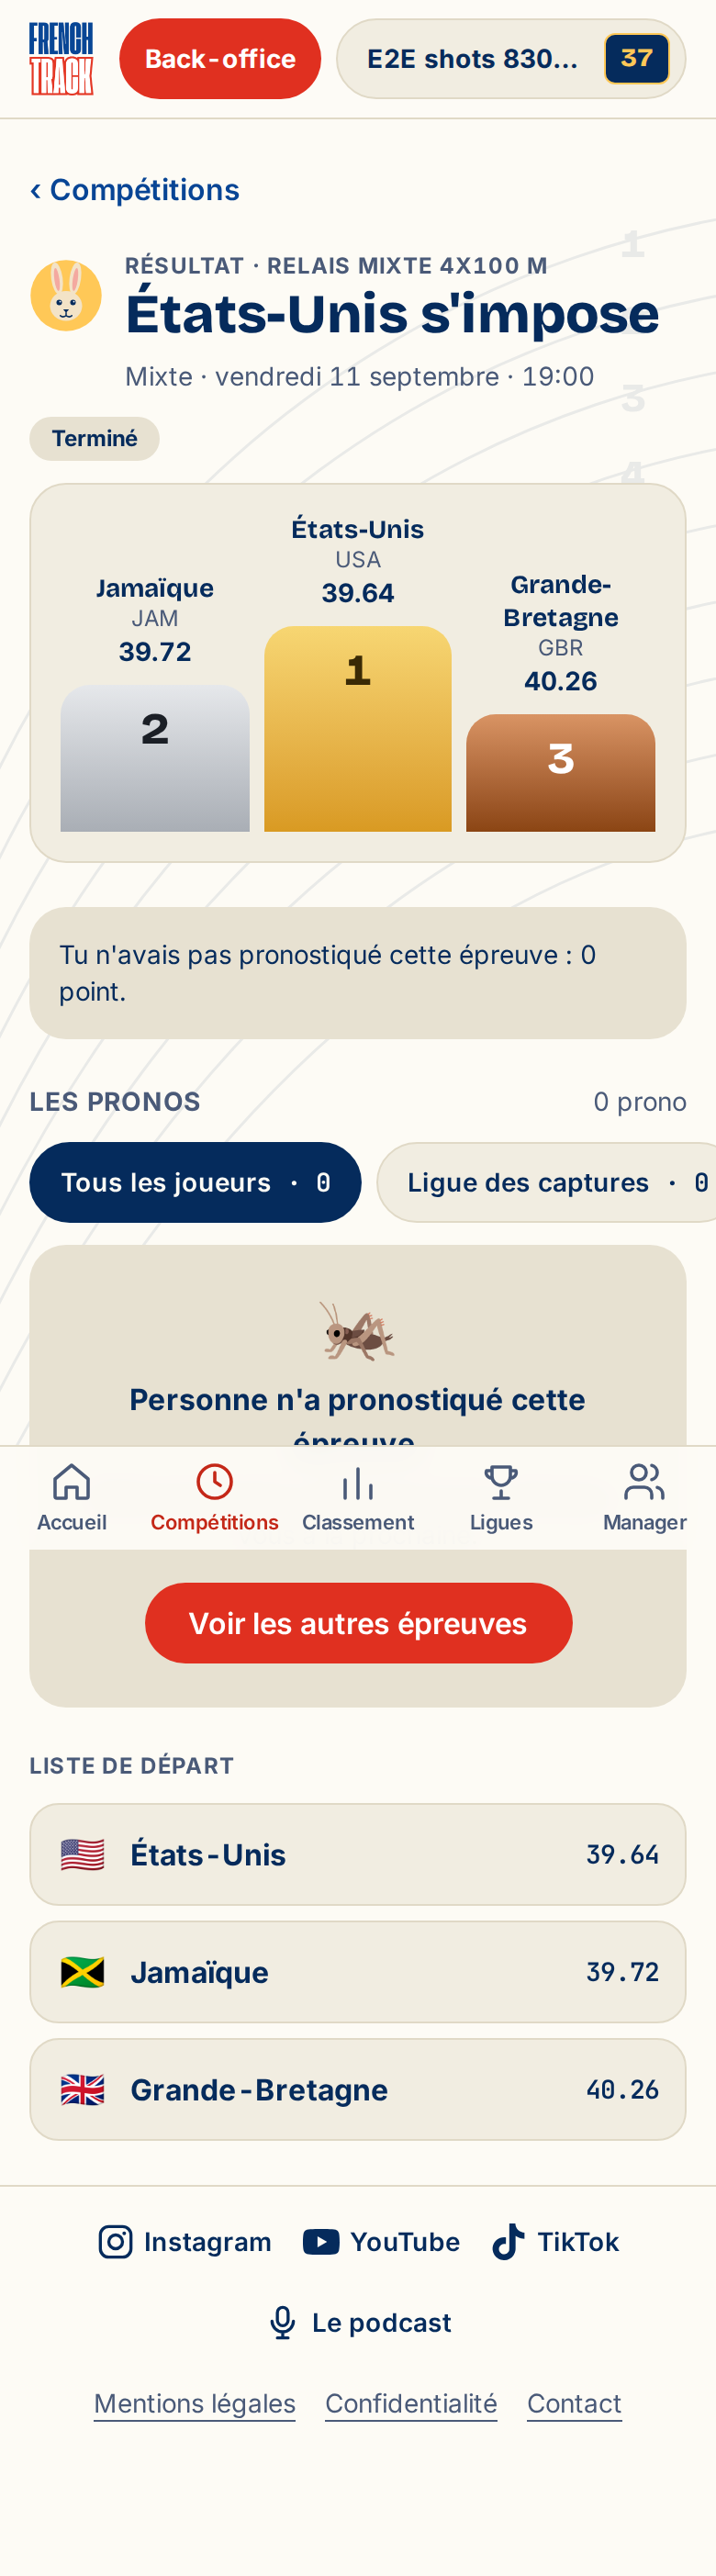 FRENCH
TRACK
Back-office
E2E shots 830...
37
‹ Compétitions
1
3
4
RÉSULTAT · RELAIS MIXTE 4X100 M
États-Unis s'impose
Mixte · vendredi 11 septembre · 19:00
Terminé
États-Unis
USA
39.64
1
Jamaïque
JAM
39.72
2
Grande-
Bretagne
GBR
40.26
3
Tu n'avais pas pronostiqué cette épreuve : 0
point.
LES PRONOS
0 prono
Tous les joueurs · 0
Ligue des captures · 0
Personne n'a pronostiqué cette
épreuve
Accueil
Compétitions
Classement
Ligues
Manager
Voir les autres épreuves
LISTE DE DÉPART
États-Unis
39.64
Jamaïque
39.72
Grande-Bretagne
40.26
Instagram
YouTube
TikTok
Le podcast
Mentions légales
Confidentialité
Contact